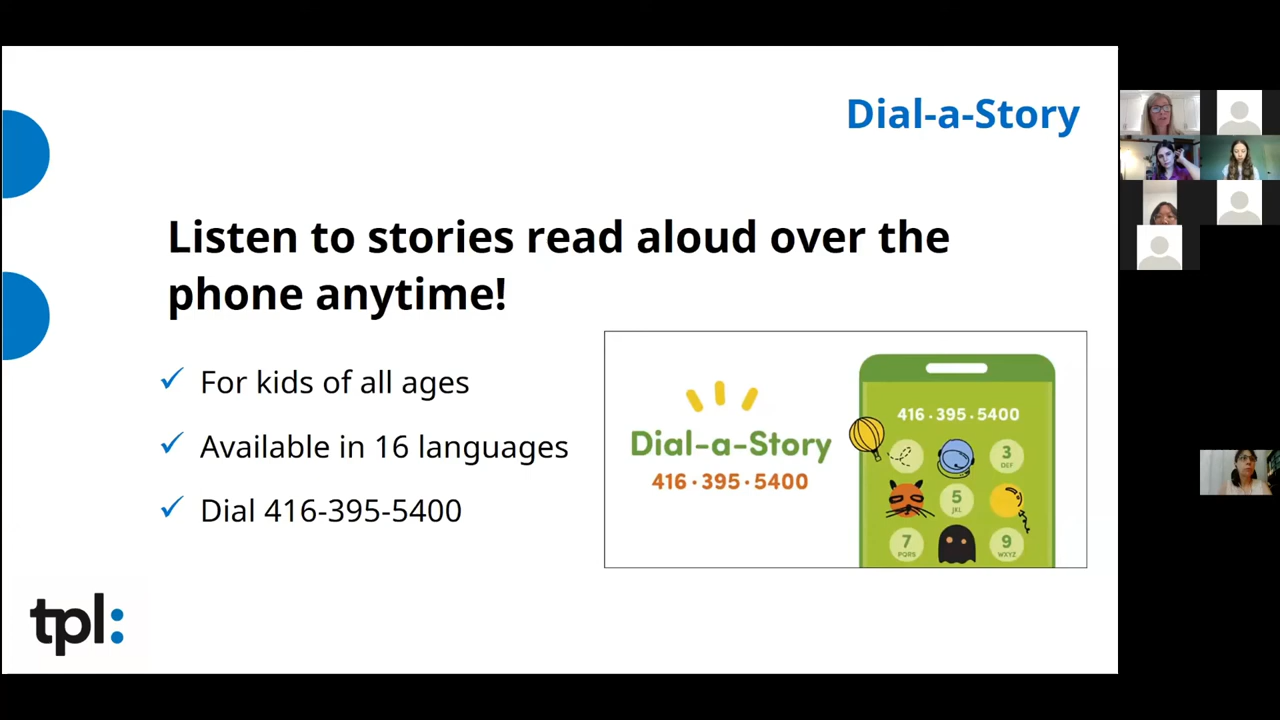 Dial-a-Story
Listen to stories read aloud over the
phone anytime!
For kids of all ages
Available in 16 languages
Dial 416-395-5400
Dial-a-Story
416·395·5400
416·395·5400
3
DEF
5
JKL
7
PQRS
9
WXYZ
tpl: